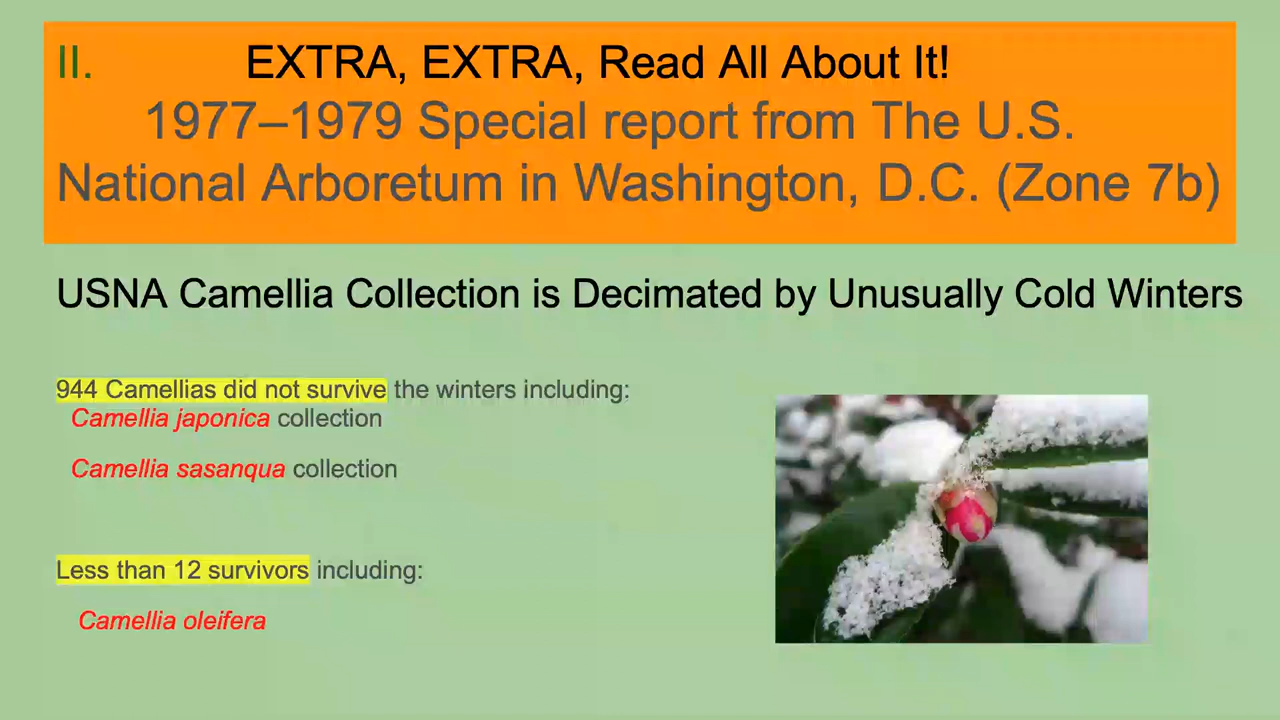 II. EXTRA, EXTRA, Read All About It!
1977–1979 Special report from The U.S.
National Arboretum in Washington, D.C. (Zone 7b)
USNA Camellia Collection is Decimated by Unusually Cold Winters
944 Camellias did not survive the winters including:
Camellia japonica collection
Camellia sasanqua collection
Less than 12 survivors including:
Camellia oleifera